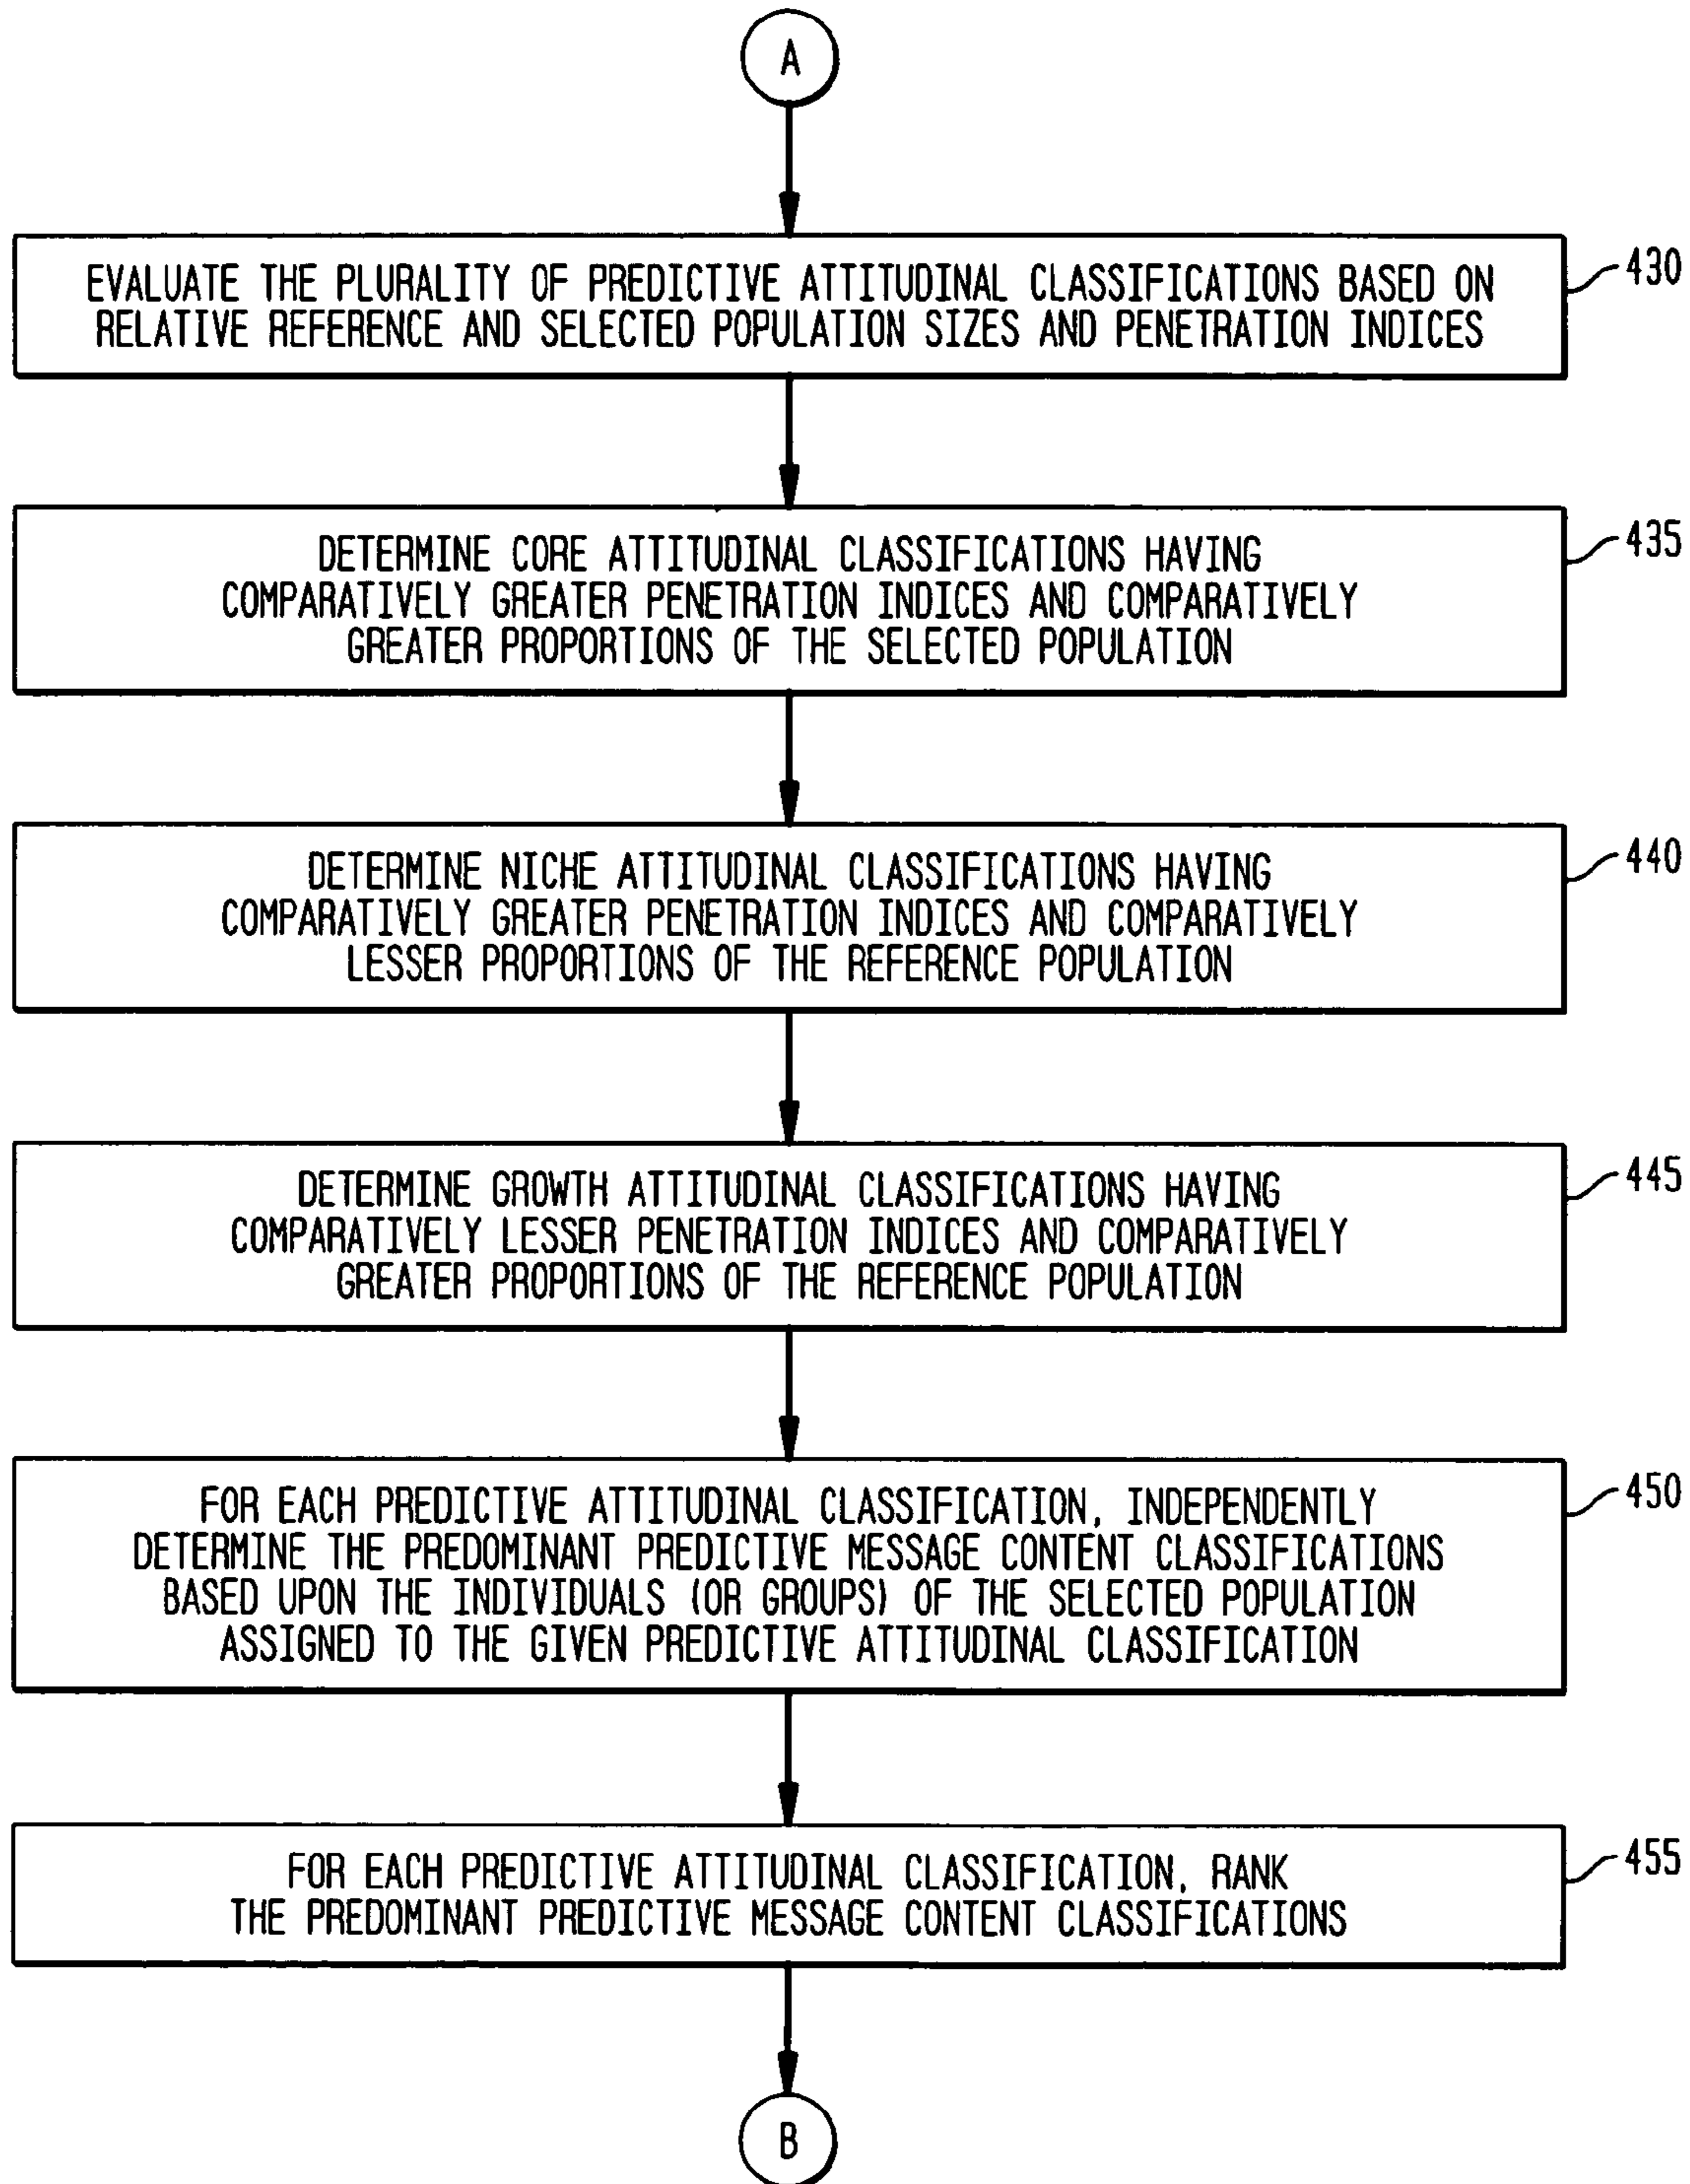 A
EVALUATE THE PLURALITY OF PREDICTIVE ATTITUDINAL CLASSIFICATIONS BASED ON
RELATIVE REFERENCE AND SELECTED POPULATION SIZES AND PENETRATION INDICES
430
DETERMINE CORE ATTITUDINAL CLASSIFICATIONS HAVING
COMPARATIVELY GREATER PENETRATION INDICES AND COMPARATIVELY
GREATER PROPORTIONS OF THE SELECTED POPULATION
435
DETERMINE NICHE ATTITUDINAL CLASSIFICATIONS HAVING
COMPARATIVELY GREATER PENETRATION INDICES AND COMPARATIVELY
LESSER PROPORTIONS OF THE REFERENCE POPULATION
440
DETERMINE GROWTH ATTITUDINAL CLASSIFICATIONS HAVING
COMPARATIVELY LESSER PENETRATION INDICES AND COMPARATIVELY
GREATER PROPORTIONS OF THE REFERENCE POPULATION
445
FOR EACH PREDICTIVE ATTITUDINAL CLASSIFICATION, INDEPENDENTLY
DETERMINE THE PREDOMINANT PREDICTIVE MESSAGE CONTENT CLASSIFICATIONS
BASED UPON THE INDIVIDUALS (OR GROUPS) OF THE SELECTED POPULATION
ASSIGNED TO THE GIVEN PREDICTIVE ATTITUDINAL CLASSIFICATION
450
FOR EACH PREDICTIVE ATTITUDINAL CLASSIFICATION, RANK
THE PREDOMINANT PREDICTIVE MESSAGE CONTENT CLASSIFICATIONS
455
B